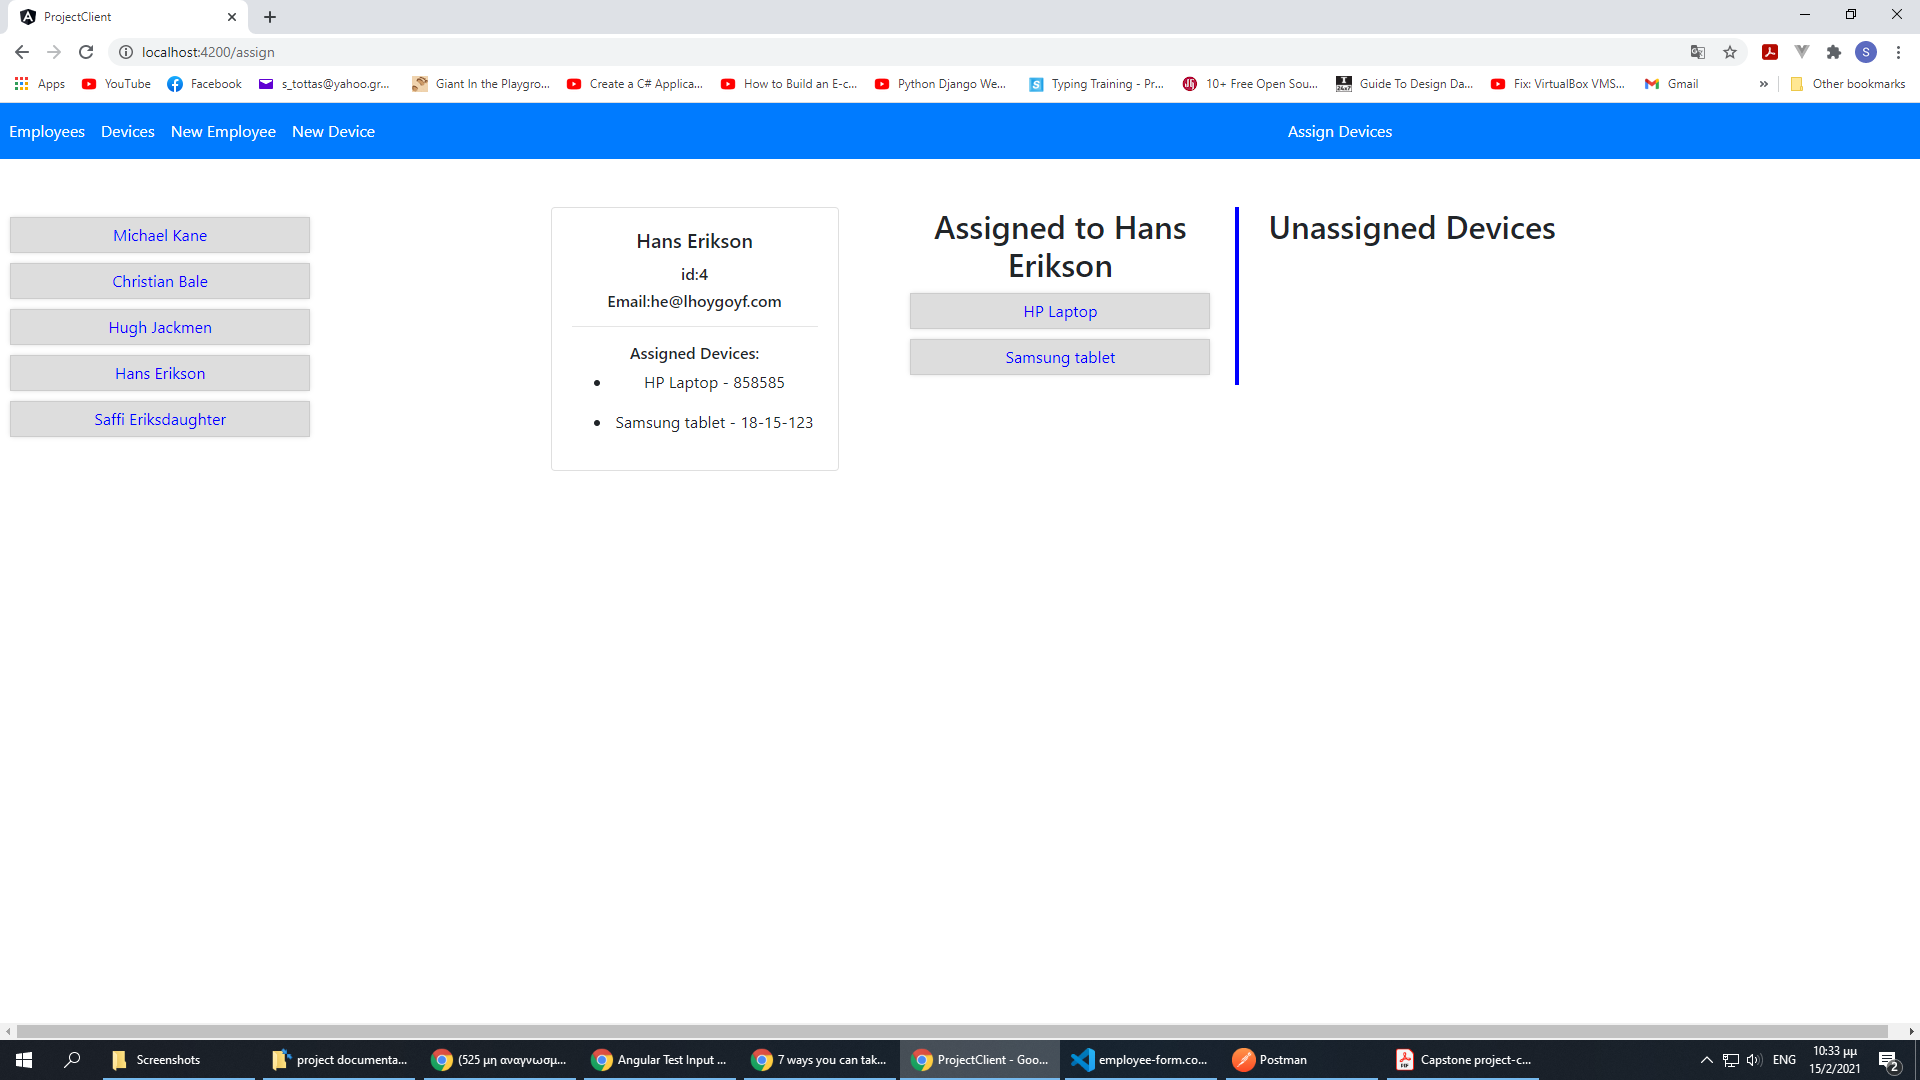 ProjectClient
localhost:4200/assign
S
Apps
YouTube
Facebook
s_tottas@yahoo.gr...
Giant In the Playgro...
Create a C# Applica...
How to Build an E-c...
Python Django We...
Typing Training - Pr...
10+ Free Open Sou...
Guide To Design Da...
Fix: VirtualBox VMS...
Gmail
»
Other bookmarks
Employees
Devices
New Employee
New Device
Assign Devices
Michael Kane
Christian Bale
Hugh Jackmen
Hans Erikson
Saffi Eriksdaughter
Hans Erikson
id:4
Email:he@lhoygoyf.com
Assigned Devices:
• HP Laptop - 858585
• Samsung tablet - 18-15-123
Assigned to Hans
Erikson
HP Laptop
Samsung tablet
Unassigned Devices
Screenshots
project documenta...
(525 μη αναγνωσμ...
Angular Test Input ...
7 ways you can tak...
ProjectClient - Goo...
employee-form.co...
Postman
Capstone project-c...
ENG
10:33 μμ
15/2/2021
2